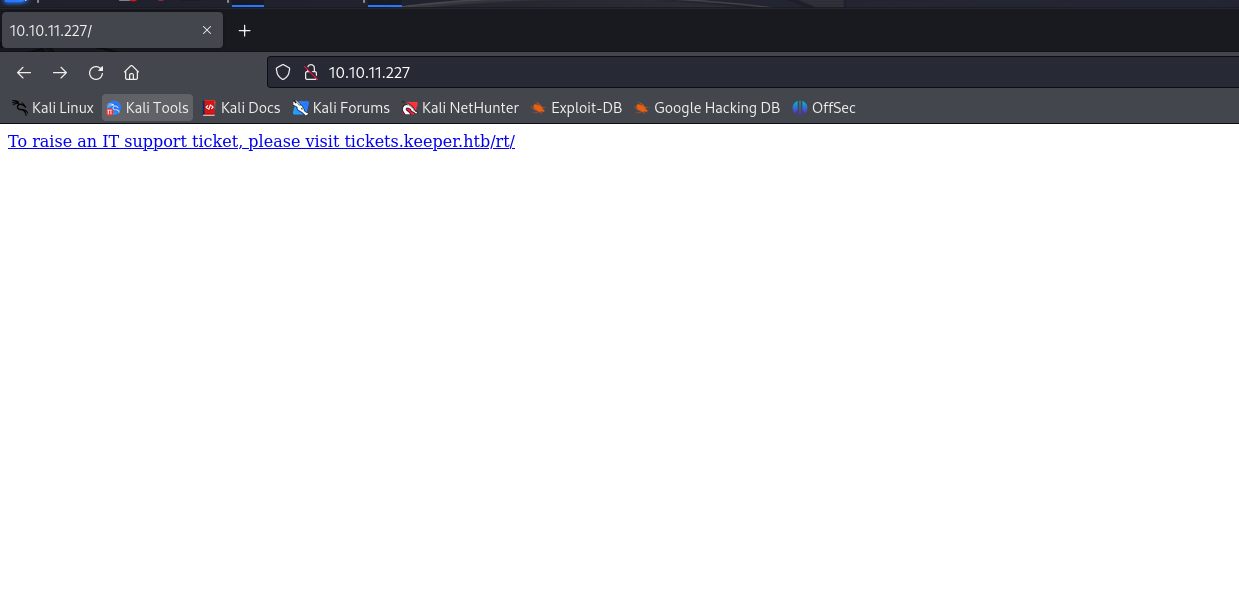 10.10.11.227/
10.10.11.227
Kali Linux Kali Tools Kali Docs Kali Forums Kali NetHunter Exploit-DB Google Hacking DB OffSec
To raise an IT support ticket, please visit tickets.keeper.htb/rt/